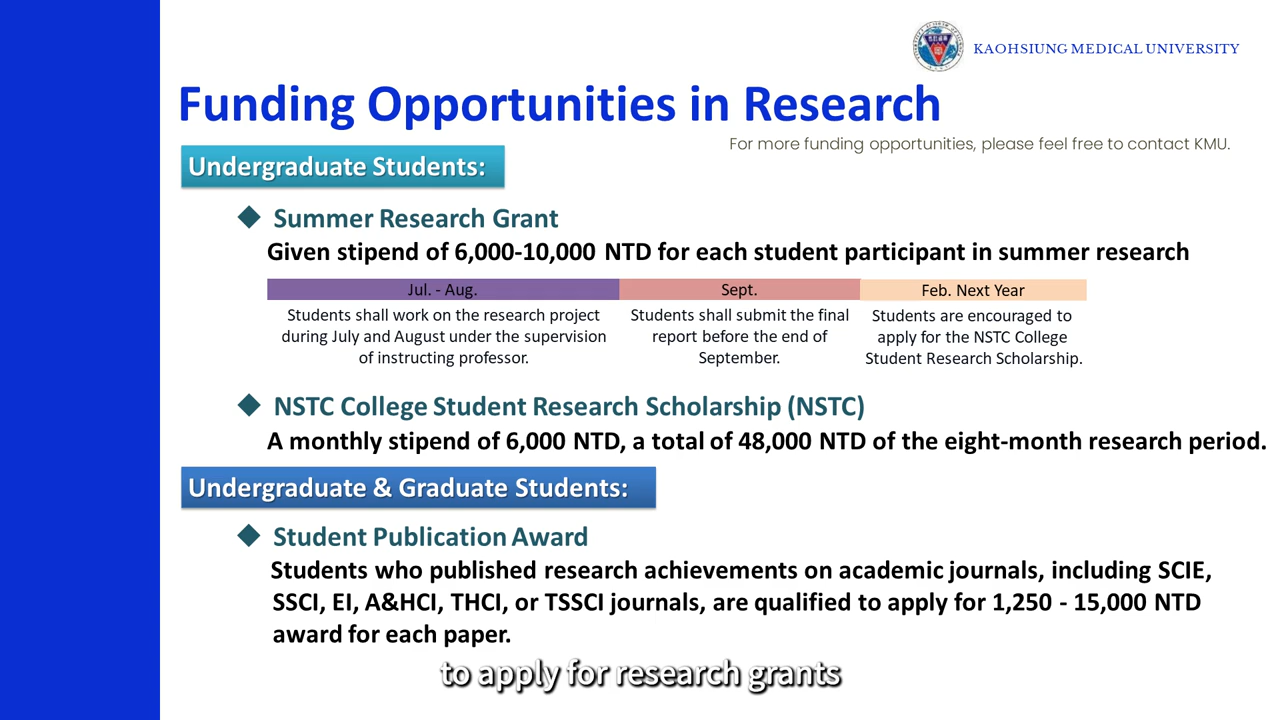 KAOHSIUNG MEDICAL UNIVERSITY
Funding Opportunities in Research
For more funding opportunities, please feel free to contact KMU.
Undergraduate Students:
Summer Research Grant
Given stipend of 6,000-10,000 NTD for each student participant in summer research
Jul. - Aug.
Students shall work on the research project
during July and August under the supervision
of instructing professor.
Sept.
Students shall submit the final
report before the end of
September.
Feb. Next Year
Students are encouraged to
apply for the NSTC College
Student Research Scholarship.
NSTC College Student Research Scholarship (NSTC)
A monthly stipend of 6,000 NTD, a total of 48,000 NTD of the eight-month research period.
Undergraduate & Graduate Students:
Student Publication Award
Students who published research achievements on academic journals, including SCIE,
SSCI, EI, A&HCI, THCI, or TSSCI journals, are qualified to apply for 1,250 - 15,000 NTD
award for each paper.
to apply for research grants